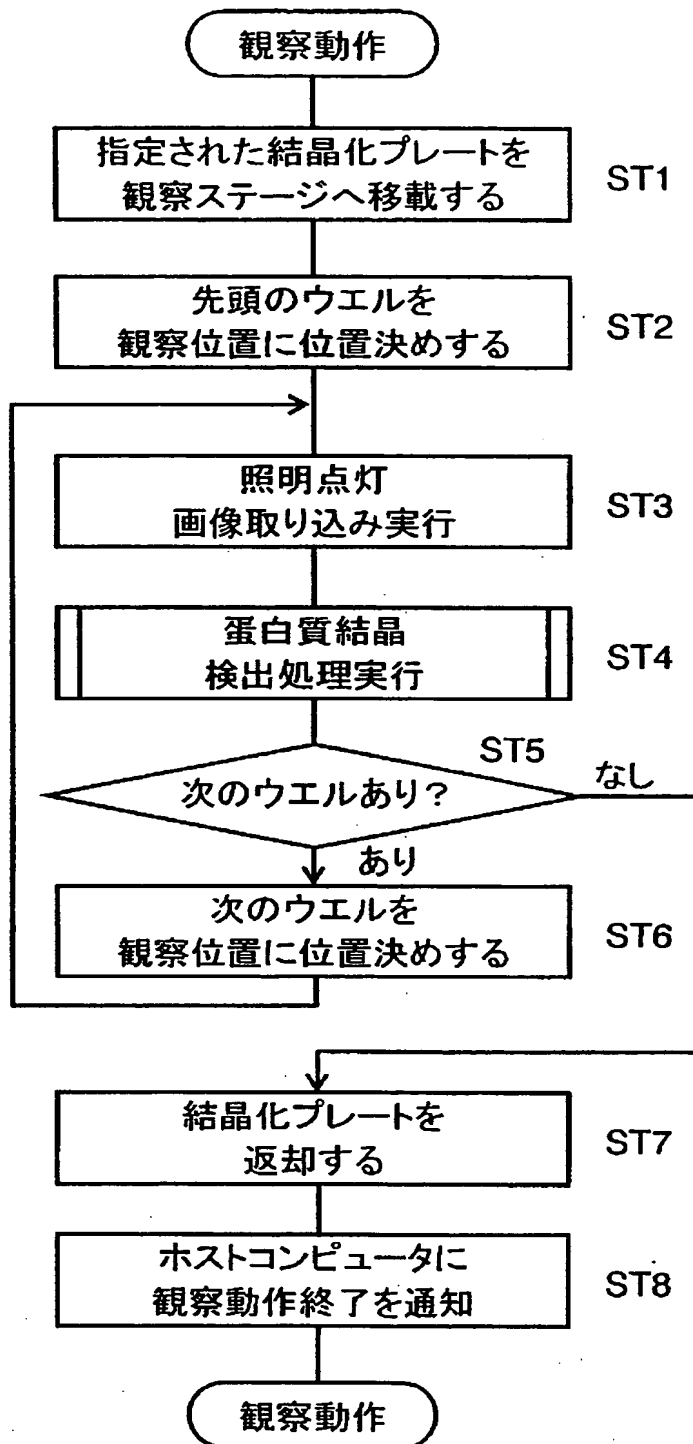 観察動作
指定された結晶化プレートを
観察ステージへ移載する
ST1
先頭のウエルを
観察位置に位置決めする
ST2
照明点灯
画像取り込み実行
ST3
蛋白質結晶
検出処理実行
ST4
ST5
次のウエルあり?
なし
あり
次のウエルを
観察位置に位置決めする
ST6
結晶化プレートを
返却する
ST7
ホストコンピュータに
観察動作終了を通知
ST8
観察動作